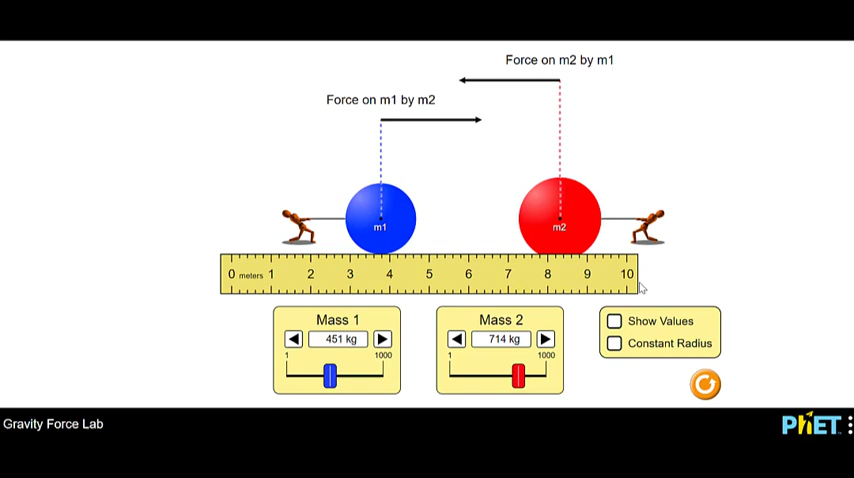 Force on m2 by m1
Force on m1 by m2
m1
m2
0 meters 1 2 3 4 5 6 7 8 9 10
Mass 1
451 kg
1 1000
Mass 2
714 kg
1 1000
Show Values
Constant Radius
Gravity Force Lab
PhET